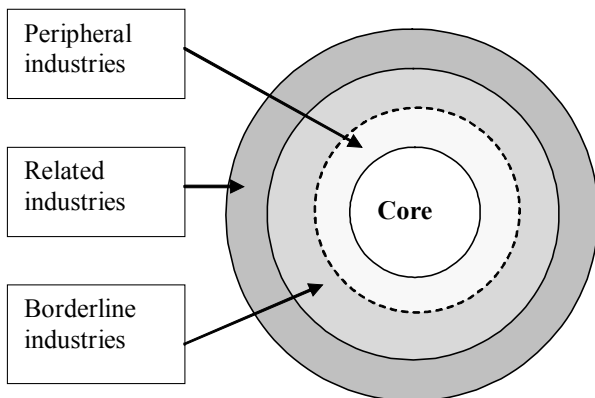 Peripheral
industries
Related
industries
Core
Borderline
industries